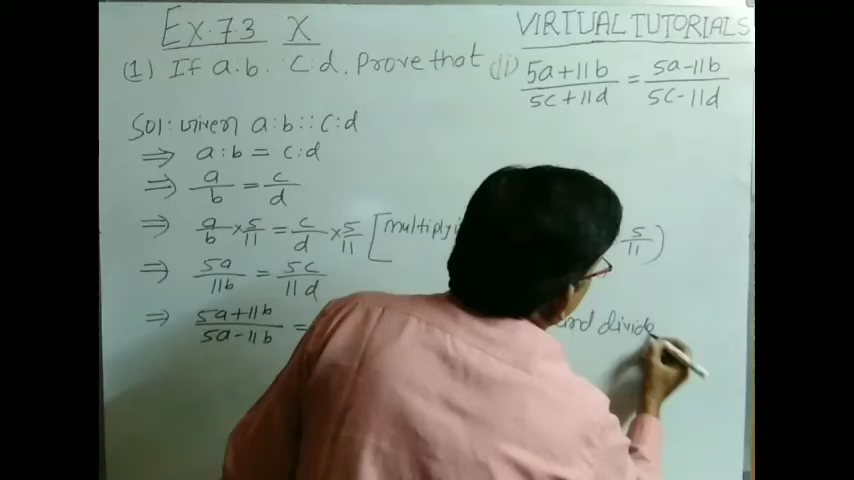 Ex. 7.3 X
VIRTUAL TUTORIALS
(1) If a:b:: c:d, prove that (ii) 5a+11b/5c+11d = 5a-11b/5c-11d
Sol: Given a:b::c:d
⇒ a:b = c:d
⇒ a/b = c/d
⇒ a/b × 5/11 = c/d × 5/11 [multiply 5/11)
⇒ 5a/11b = 5c/11d
⇒ 5a+11b/5a-11b = and divide